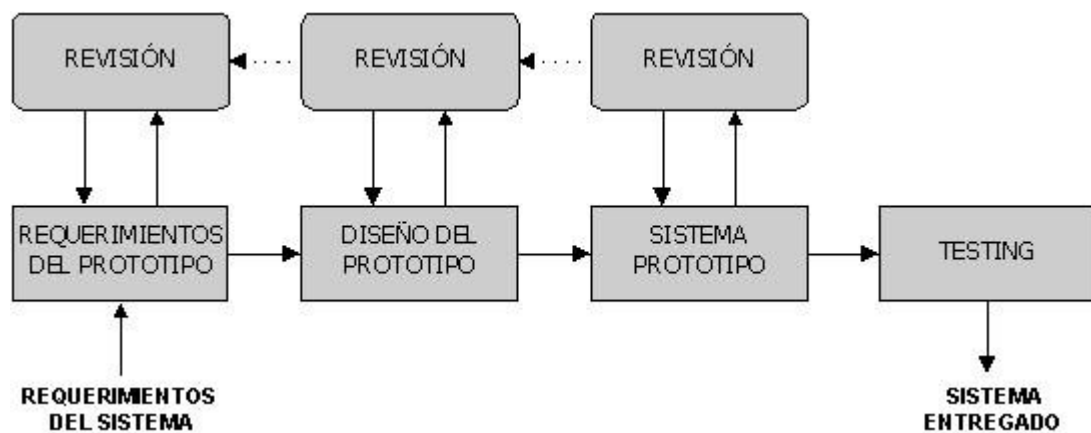 REVISIÓN
REVISIÓN
REVISIÓN
REQUERIMIENTOS
DEL PROTOTIPO
DISEÑO DEL
PROTOTIPO
SISTEMA
PROTOTIPO
TESTING
REQUERIMIENTOS
DEL SISTEMA
SISTEMA
ENTREGADO